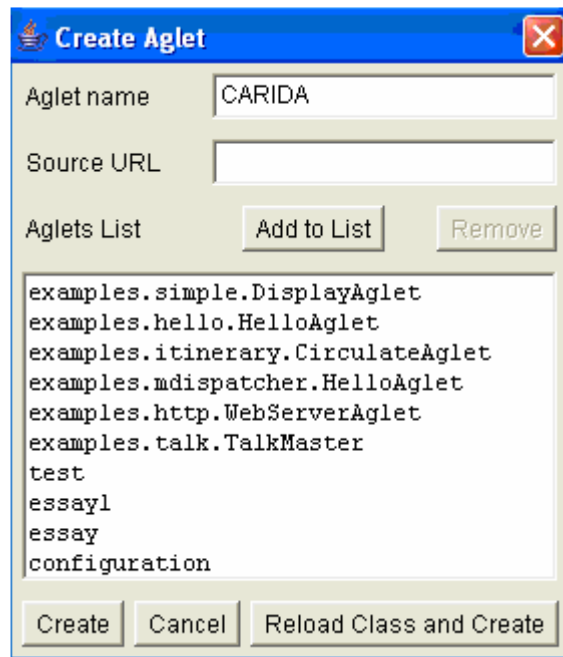 Create Aglet
Aglet name CARIDA
Source URL
Aglets List Add to List Remove
examples.simple.DisplayAglet
examples.hello.HelloAglet
examples.itinerary.CirculateAglet
examples.mdispatcher.HelloAglet
examples.http.WebServerAglet
examples.talk.TalkMaster
test
essay1
essay
configuration
Create Cancel Reload Class and Create